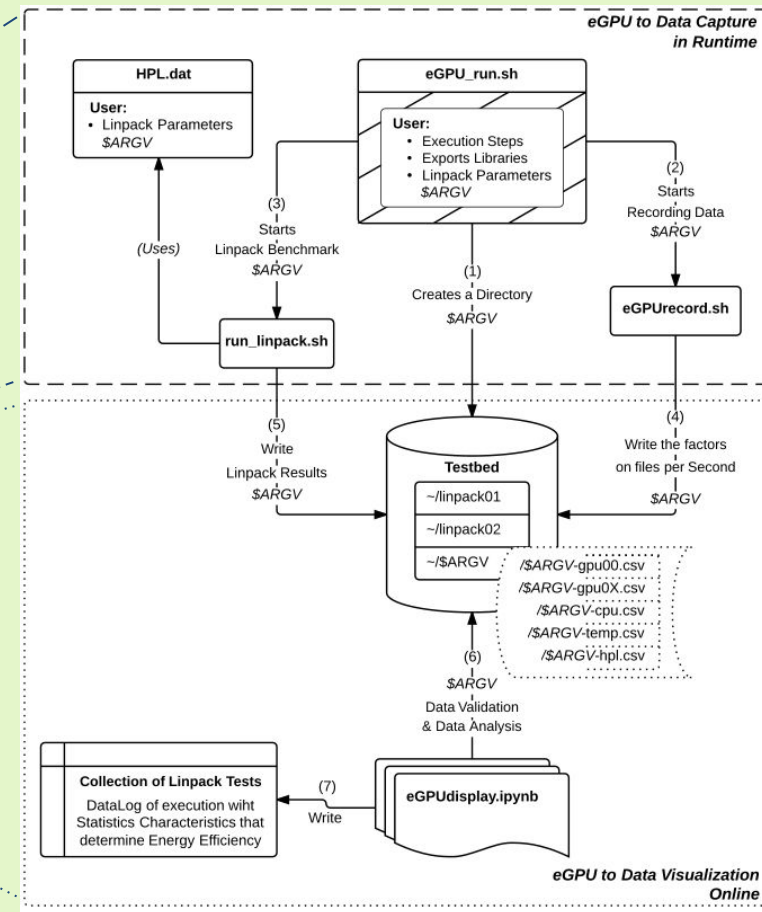 eGPU to Data Capture
in Runtime
HPL.dat
User:
• Linpack Parameters
$ARGV
eGPU_run.sh
User:
• Execution Steps
• Exports Libraries
• Linpack Parameters
$ARGV
(3)
Starts
Linpack Benchmark
$ARGV
(2)
Starts
Recording Data
$ARGV
(Uses)
(1)
Creates a Directory
$ARGV
run_linpack.sh
eGPUrecord.sh
(5)
Write
Linpack Results
$ARGV
(4)
Write the factors
on files per Second
$ARGV
Testbed
~/linpack01
~/linpack02
~/$ARGV
/$ARGV-gpu00.csv
/$ARGV-gpu0X.csv
/$ARGV-cpu.csv
/$ARGV-temp.csv
/$ARGV-hpl.csv
(6)
$ARGV
Data Validation
& Data Analysis
Collection of Linpack Tests
DataLog of execution wiht
Statistics Characteristics that
determine Energy Efficiency
(7)
Write
eGPUdisplay.ipynb
eGPU to Data Visualization
Online